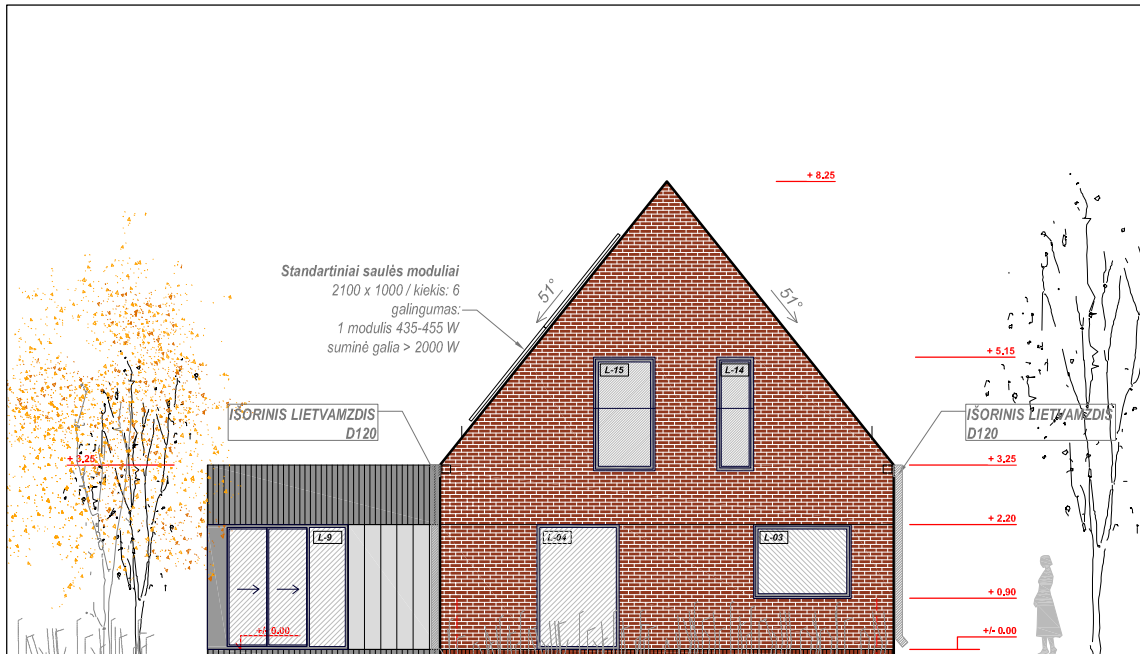 + 8.25
Standartiniai saulės moduliai
2100 x 1000 / kiekis: 6
galingumas:
1 modulis 435-455 W
suminė galia > 2000 W
51°
51°
+ 5.15
L-15
L-14
IŠORINIS LIETVAMZDIS
D120
IŠORINIS LIETVAMZDIS
D120
+ 3.25
+ 3.25
+ 2.20
L-9
L-04
L-03
+ 0.90
+/- 0.00
+/- 0.00